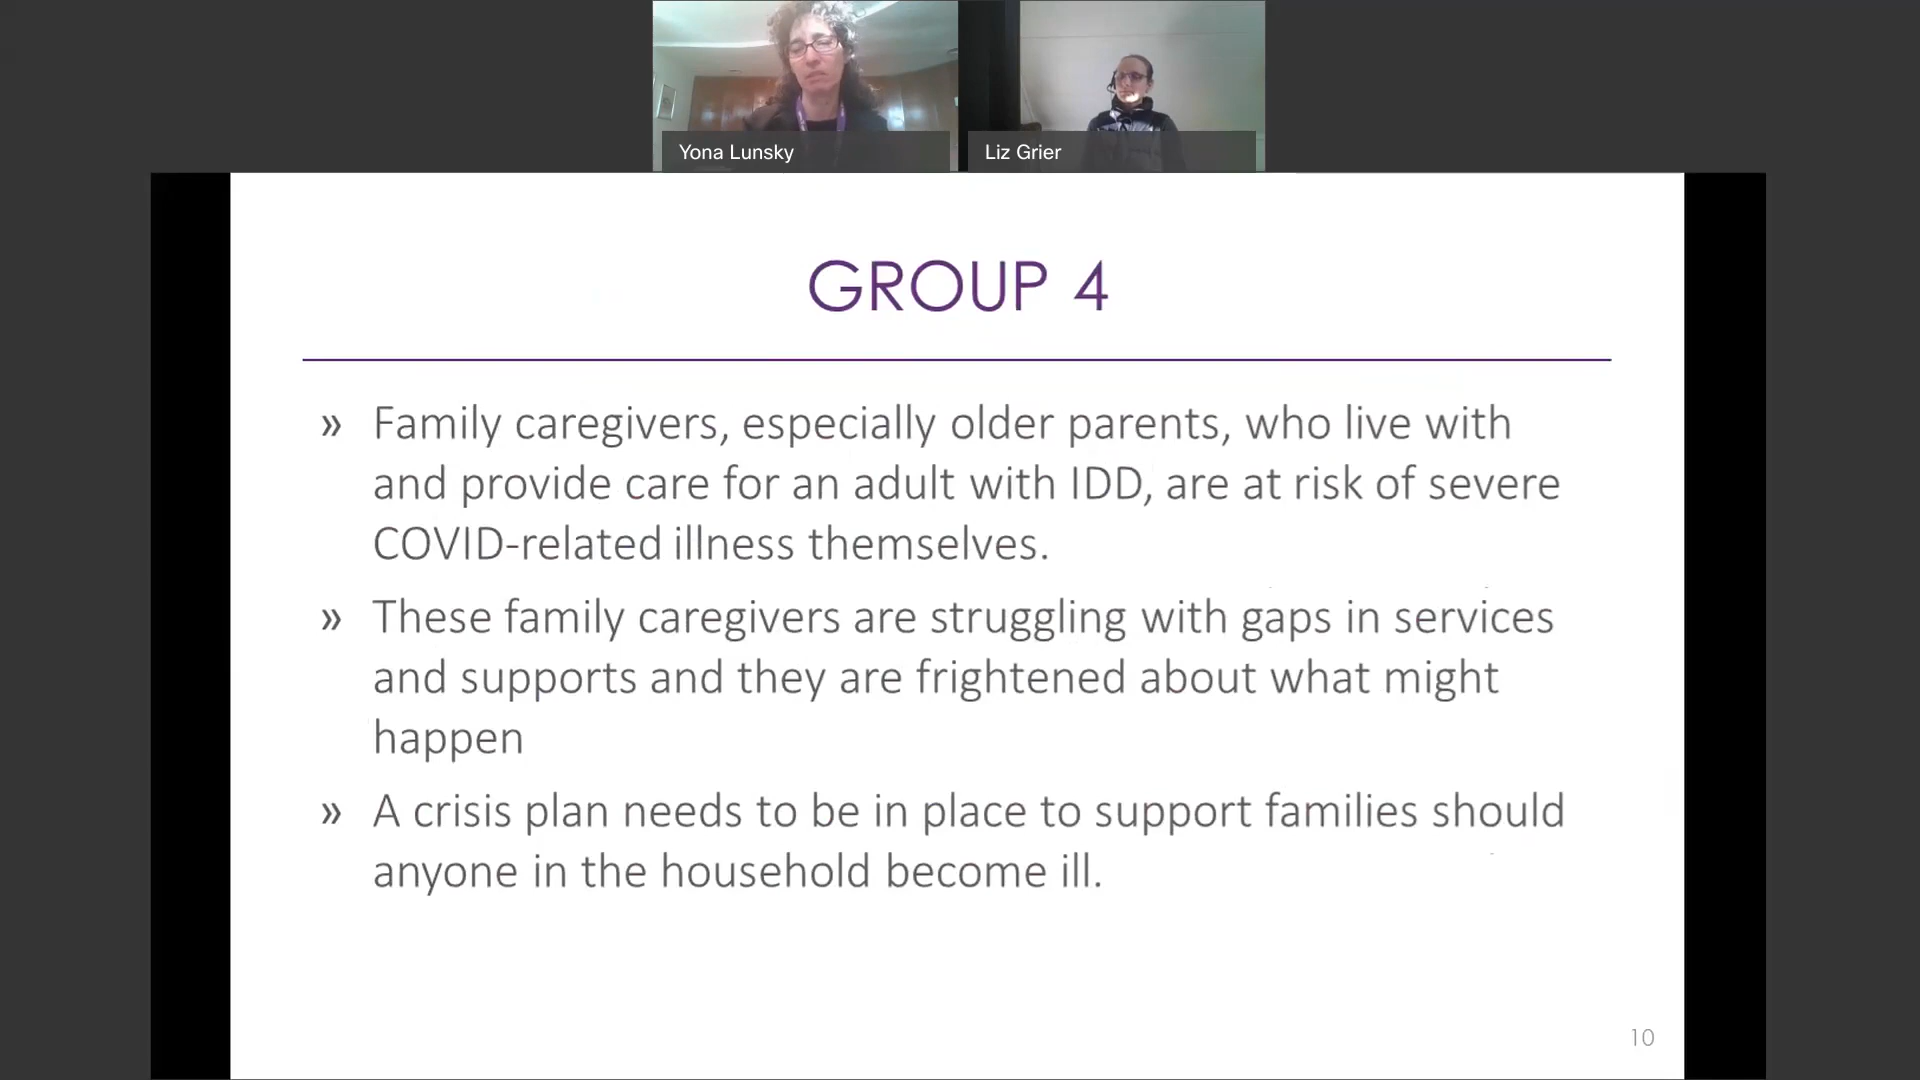 Yona Lunsky
Liz Grier
GROUP 4
» Family caregivers, especially older parents, who live with
and provide care for an adult with IDD, are at risk of severe
COVID-related illness themselves.
» These family caregivers are struggling with gaps in services
and supports and they are frightened about what might
happen
» A crisis plan needs to be in place to support families should
anyone in the household become ill.
10